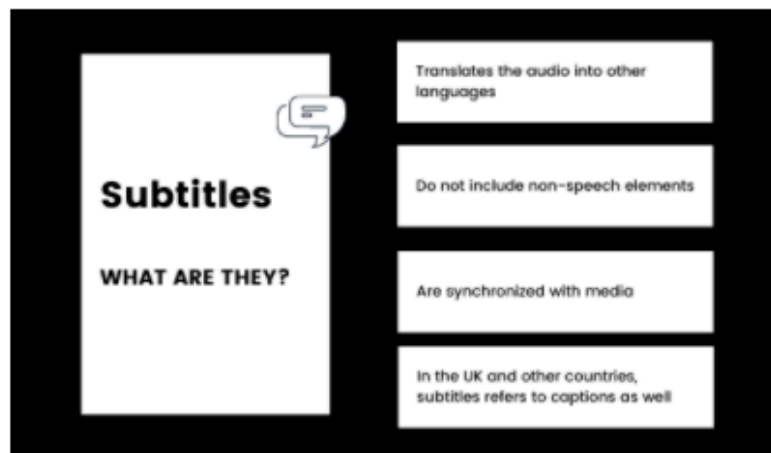 Subtitles
WHAT ARE THEY?
Translates the audio into other
languages
Do not include non-speech elements
Are synchronized with media
In the UK and other countries,
subtitles refers to captions as well